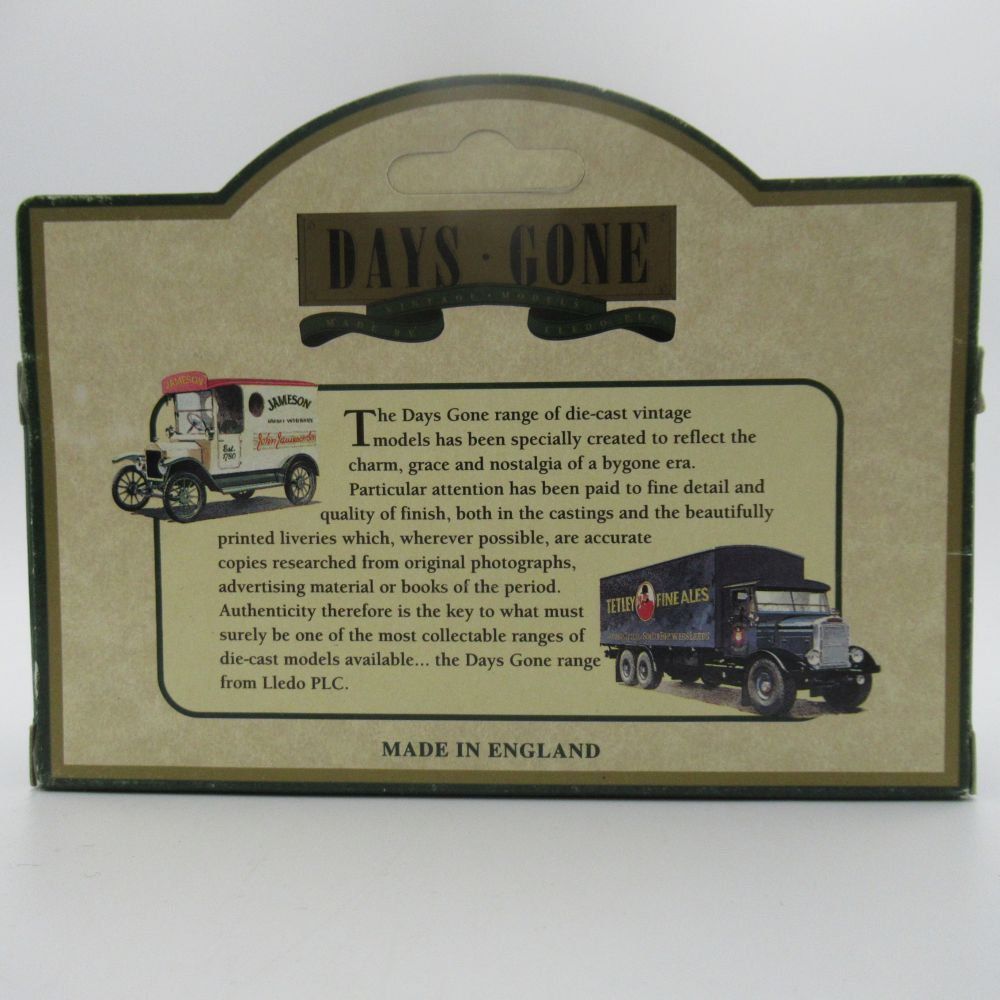 DAYS · GONE
VINTAGE · MODELS
MADE BY
LLEDO PLC
JAMESON
JAMESON
IRISH WHISKEY
John Jameson
Est.
1780
The Days Gone range of die-cast vintage
models has been specially created to reflect the
charm, grace and nostalgia of a bygone era.
Particular attention has been paid to fine detail and
quality of finish, both in the castings and the beautifully
printed liveries which, wherever possible, are accurate
copies researched from original photographs,
advertising material or books of the period.
Authenticity therefore is the key to what must
surely be one of the most collectable ranges of
die-cast models available... the Days Gone range
from Lledo PLC.
TETLEY FINE ALES
MADE IN ENGLAND